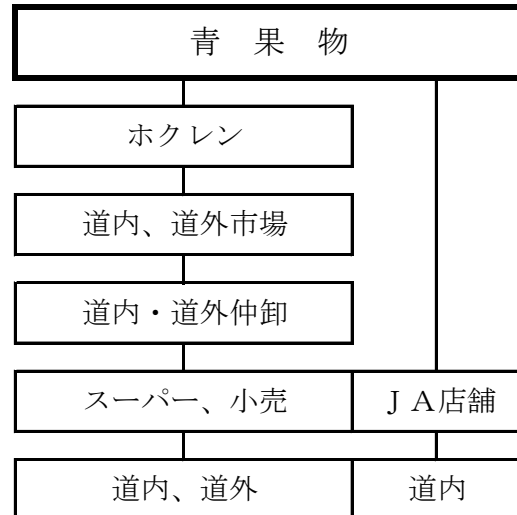 青　果　物
ホクレン
道内、道外市場
道内・道外仲卸
スーパー、小売
ＪＡ店舗
道内、道外
道内